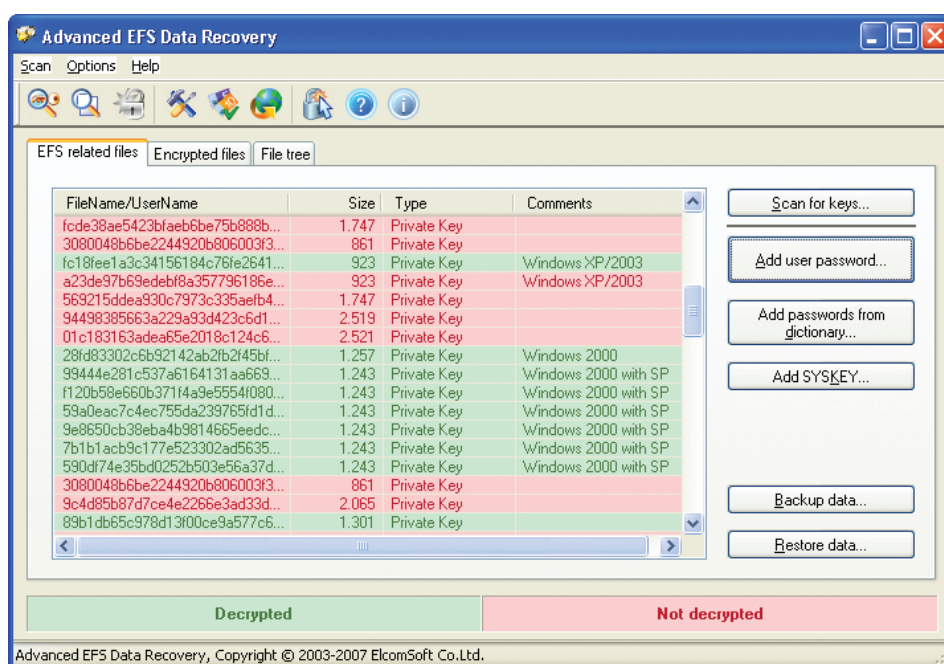 Advanced EFS Data Recovery
Scan Options Help
EFS related files Encrypted files File tree
FileName/UserName Size Type Comments
fcde38ae5423bfaeb6be75b888b... 1.747 Private Key
3080048b6be2244920b806003f3... 861 Private Key
fc18fee1a3c34156184c76fe2641... 923 Private Key Windows XP/2003
a23de97b69edebf8a357796186e... 923 Private Key Windows XP/2003
569215ddea930c7973c335aefb4... 1.747 Private Key
94498385663a229a93d423c6d1... 2.519 Private Key
01c183163adea65e2018c124c6... 2.521 Private Key
28fd83302c6b92142ab2fb2f45bf... 1.257 Private Key Windows 2000
99444e281c537a6164131aa669... 1.243 Private Key Windows 2000 with SP
f120b58e660b371f4a9e5554f080... 1.243 Private Key Windows 2000 with SP
59a0eac7c4ec755da239765fd1d... 1.243 Private Key Windows 2000 with SP
9e8650cb38eba4b9814665eedc... 1.243 Private Key Windows 2000 with SP
7b1b1acb9c177e523302ad5635... 1.243 Private Key Windows 2000 with SP
590df74e35bd0252b503e56a37d... 1.243 Private Key Windows 2000 with SP
3080048b6be2244920b806003f3... 861 Private Key
9c4d85b87d7ce4e2266e3ad33d... 2.065 Private Key
89b1db65c978d13f00ce9a577c6... 1.301 Private Key
Scan for keys...
Add user password...
Add passwords from
dictionary...
Add SYSKEY...
Backup data...
Restore data...
Decrypted Not decrypted
Advanced EFS Data Recovery, Copyright © 2003-2007 ElcomSoft Co.Ltd.